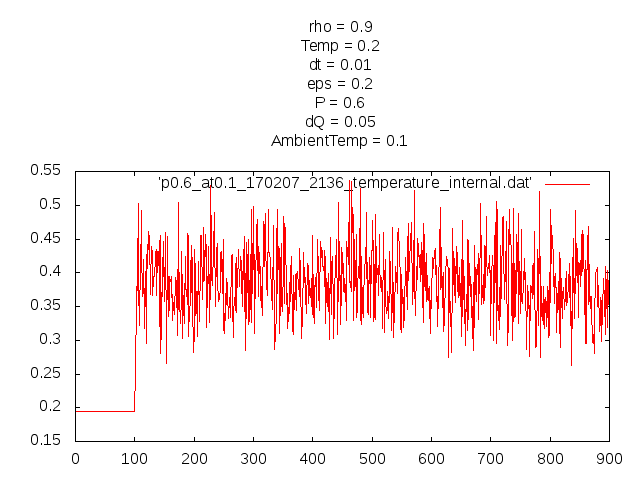 rho = 0.9
Temp = 0.2
dt = 0.01
eps = 0.2
P = 0.6
dQ = 0.05
AmbientTemp = 0.1
'p0.6_at0.1_170207_2136_temperature_internal.dat'
0.55
0.5
0.45
0.4
0.35
0.3
0.25
0.2
0.15
0 100 200 300 400 500 600 700 800 900